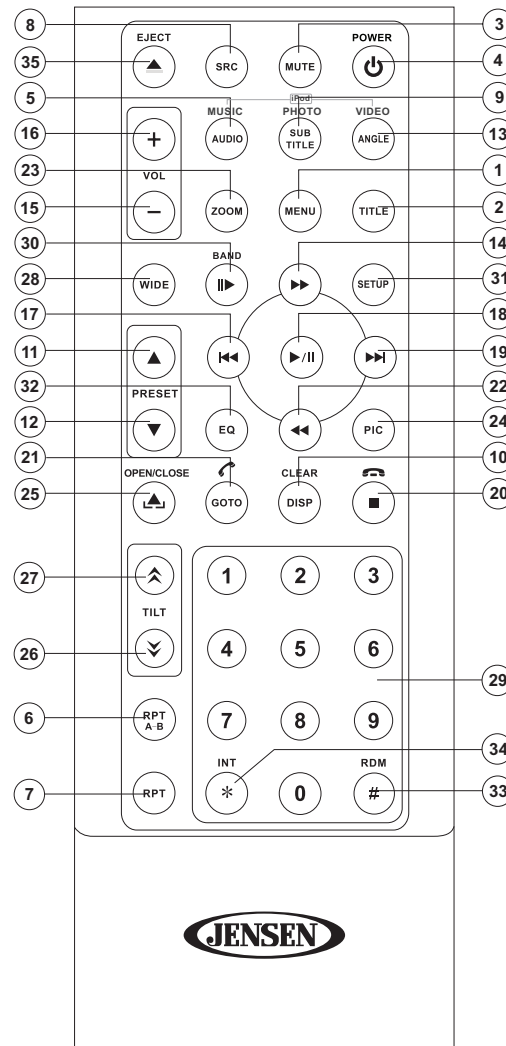 8 3
EJECT POWER
35 SRC MUTE 4
5 iPod 9
MUSIC PHOTO VIDEO
16 + AUDIO SUB TITLE ANGLE 13
VOL
23 1
15 − ZOOM MENU TITLE 2
30 BAND 14
28 WIDE SETUP 31
17 18
11 19
PRESET
32 22
12 EQ PIC 24
21 10
OPEN/CLOSE CLEAR
25 GOTO DISP 20
27 1 2 3
TILT
26 4 5 6
29
6 RPT A-B 7 8 9
34
INT RDM
7 RPT * 0 # 33
JENSEN